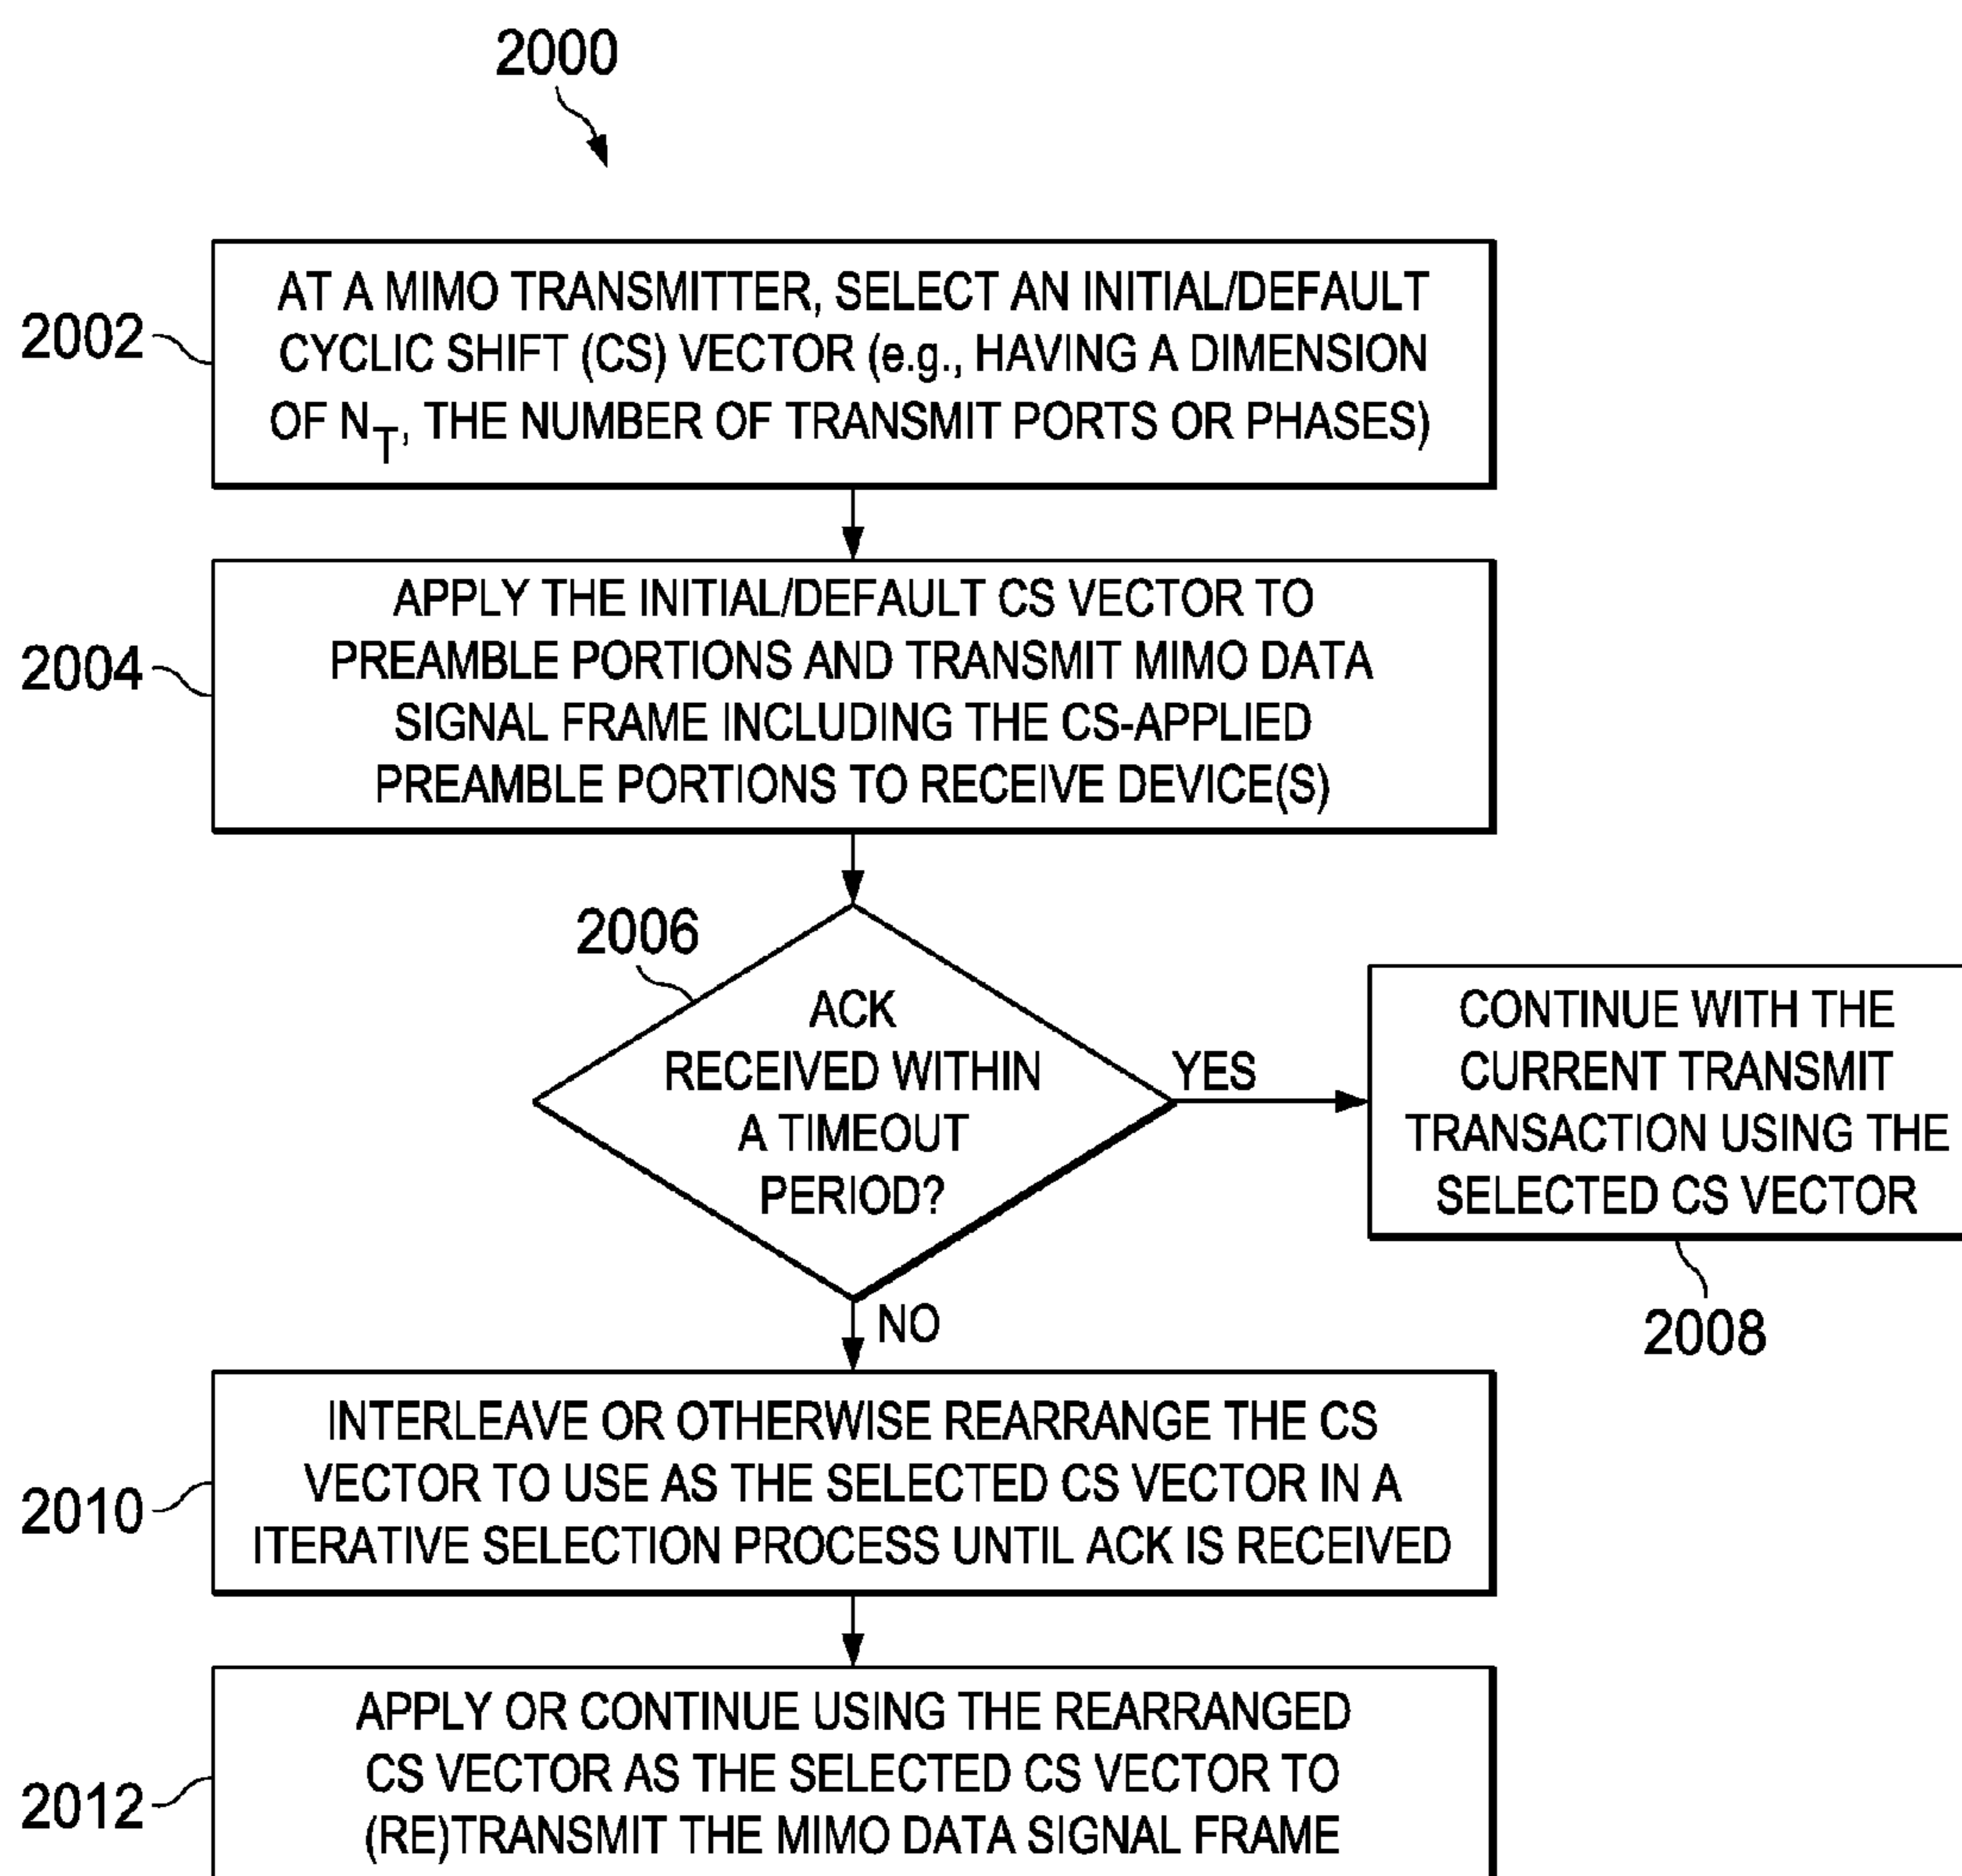 2000
2002
AT A MIMO TRANSMITTER, SELECT AN INITIAL/DEFAULT
CYCLIC SHIFT (CS) VECTOR (e.g., HAVING A DIMENSION
OF N_T, THE NUMBER OF TRANSMIT PORTS OR PHASES)
2004
APPLY THE INITIAL/DEFAULT CS VECTOR TO
PREAMBLE PORTIONS AND TRANSMIT MIMO DATA
SIGNAL FRAME INCLUDING THE CS-APPLIED
PREAMBLE PORTIONS TO RECEIVE DEVICE(S)
2006
ACK
RECEIVED WITHIN
A TIMEOUT
PERIOD?
YES
CONTINUE WITH THE
CURRENT TRANSMIT
TRANSACTION USING THE
SELECTED CS VECTOR
2008
NO
2010
INTERLEAVE OR OTHERWISE REARRANGE THE CS
VECTOR TO USE AS THE SELECTED CS VECTOR IN A
ITERATIVE SELECTION PROCESS UNTIL ACK IS RECEIVED
2012
APPLY OR CONTINUE USING THE REARRANGED
CS VECTOR AS THE SELECTED CS VECTOR TO
(RE)TRANSMIT THE MIMO DATA SIGNAL FRAME